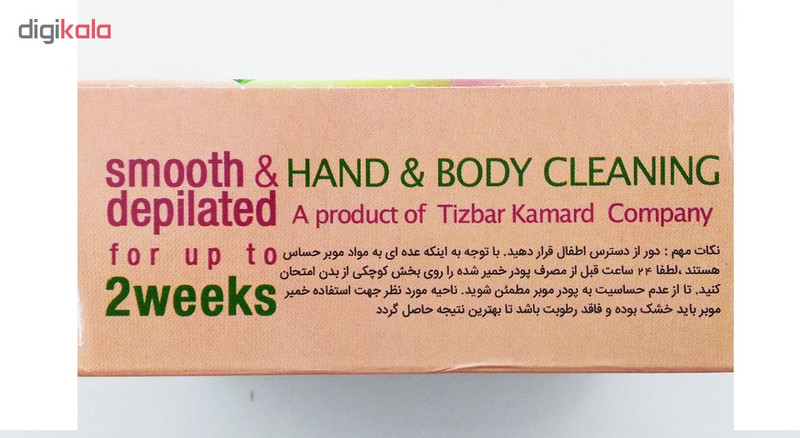 digikala
smooth &
depilated
for up to
2weeks
HAND & BODY CLEANING
A product of Tizbar Kamard Company
نکات مهم : دور از دسترس اطفال قرار دهید. با توجه به اینکه عده ای به مواد موبر حساس
هستند ،لطفا ۲۴ ساعت قبل از مصرف پودر خمیر شده را روی بخش کوچکی از بدن امتحان
کنید. تا از عدم حساسیت به پودر موبر مطمئن شوید. ناحیه مورد نظر جهت استفاده خمیر
موبر باید خشک بوده و فاقد رطوبت باشد تا بهترین نتیجه حاصل گردد